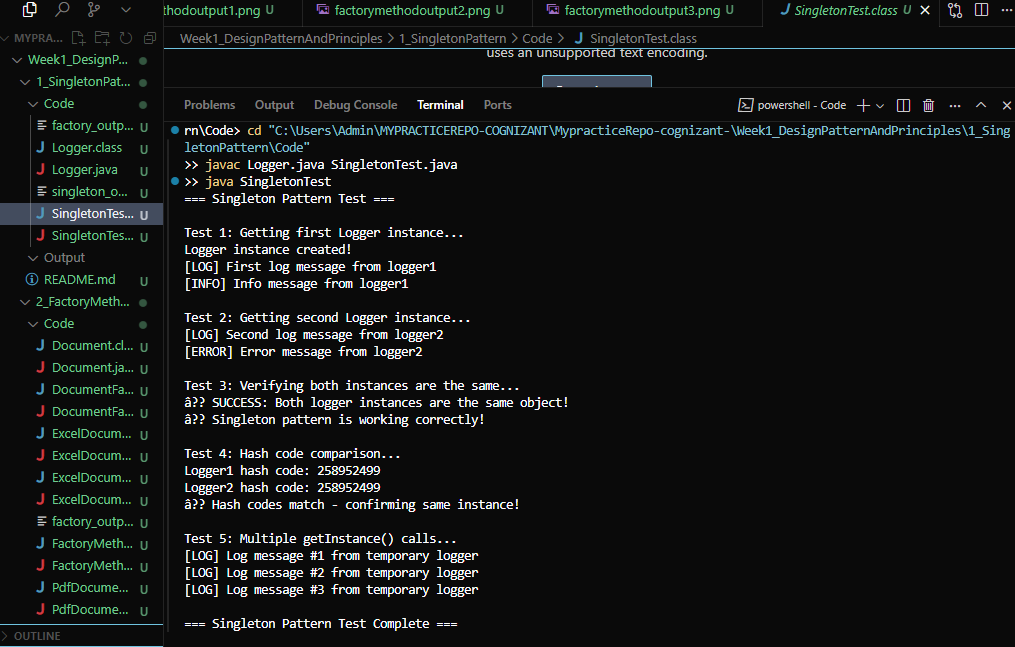 thodoutput1.png U
factorymethodoutput2.png U
factorymethodoutput3.png U
SingletonTest.class U
MYPRA...
Week1_DesignPatternAndPrinciples > 1_SingletonPattern > Code > SingletonTest.class
uses an unsupported text encoding.
Week1_DesignP...
1_SingletonPat...
Code
factory_outp... U
Logger.class U
Logger.java U
singleton_o... U
SingletonTes... U
SingletonTes... U
Output
README.md U
2_FactoryMeth...
Code
Document.cl... U
Document.ja... U
DocumentFa... U
DocumentFa... U
ExcelDocum... U
ExcelDocum... U
ExcelDocum... U
ExcelDocum... U
factory_outp... U
FactoryMeth... U
FactoryMeth... U
PdfDocume... U
PdfDocume... U
OUTLINE
Problems Output Debug Console Terminal Ports
powershell - Code
rn\Code> cd "C:\Users\Admin\MYPRACTICEREPO-COGNIZANT\MypracticeRepo-cognizant-\Week1_DesignPatternAndPrinciples\1_Sing
letonPattern\Code"
>> javac Logger.java SingletonTest.java
>> java SingletonTest
=== Singleton Pattern Test ===
Test 1: Getting first Logger instance...
Logger instance created!
[LOG] First log message from logger1
[INFO] Info message from logger1
Test 2: Getting second Logger instance...
[LOG] Second log message from logger2
[ERROR] Error message from logger2
Test 3: Verifying both instances are the same...
â?? SUCCESS: Both logger instances are the same object!
â?? Singleton pattern is working correctly!
Test 4: Hash code comparison...
Logger1 hash code: 258952499
Logger2 hash code: 258952499
â?? Hash codes match - confirming same instance!
Test 5: Multiple getInstance() calls...
[LOG] Log message #1 from temporary logger
[LOG] Log message #2 from temporary logger
[LOG] Log message #3 from temporary logger
=== Singleton Pattern Test Complete ===